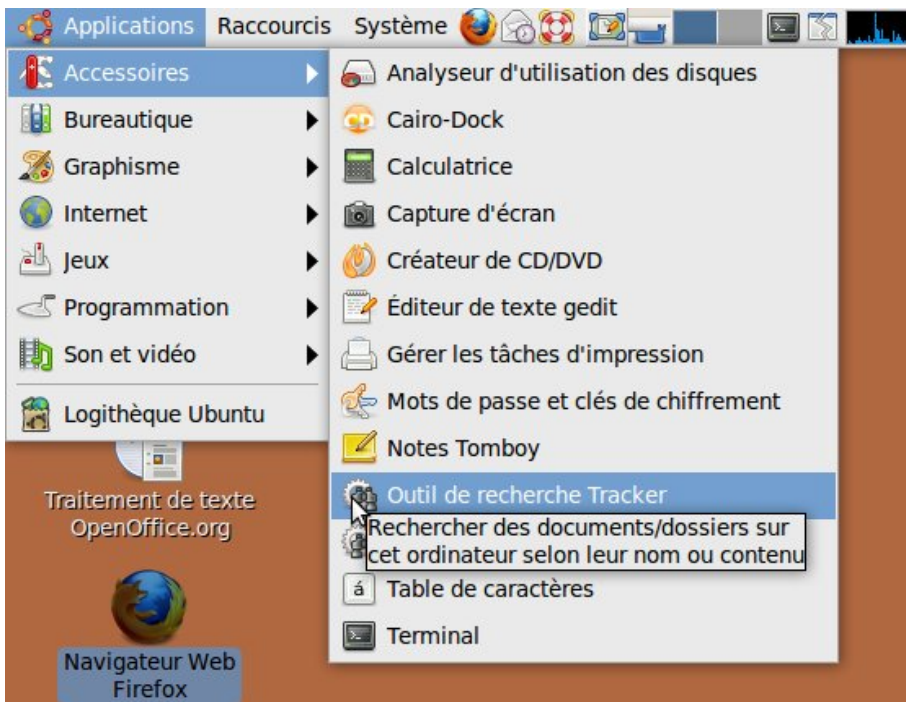 Applications Raccourcis Système
Accessoires
Bureautique
Graphisme
Internet
Jeux
Programmation
Son et vidéo
Logithèque Ubuntu
Analyseur d'utilisation des disques
Cairo-Dock
Calculatrice
Capture d'écran
Créateur de CD/DVD
Éditeur de texte gedit
Gérer les tâches d'impression
Mots de passe et clés de chiffrement
Notes Tomboy
Outil de recherche Tracker
Rechercher des documents/dossiers sur
cet ordinateur selon leur nom ou contenu
á Table de caractères
Terminal
Traitement de texte
OpenOffice.org
Navigateur Web
Firefox